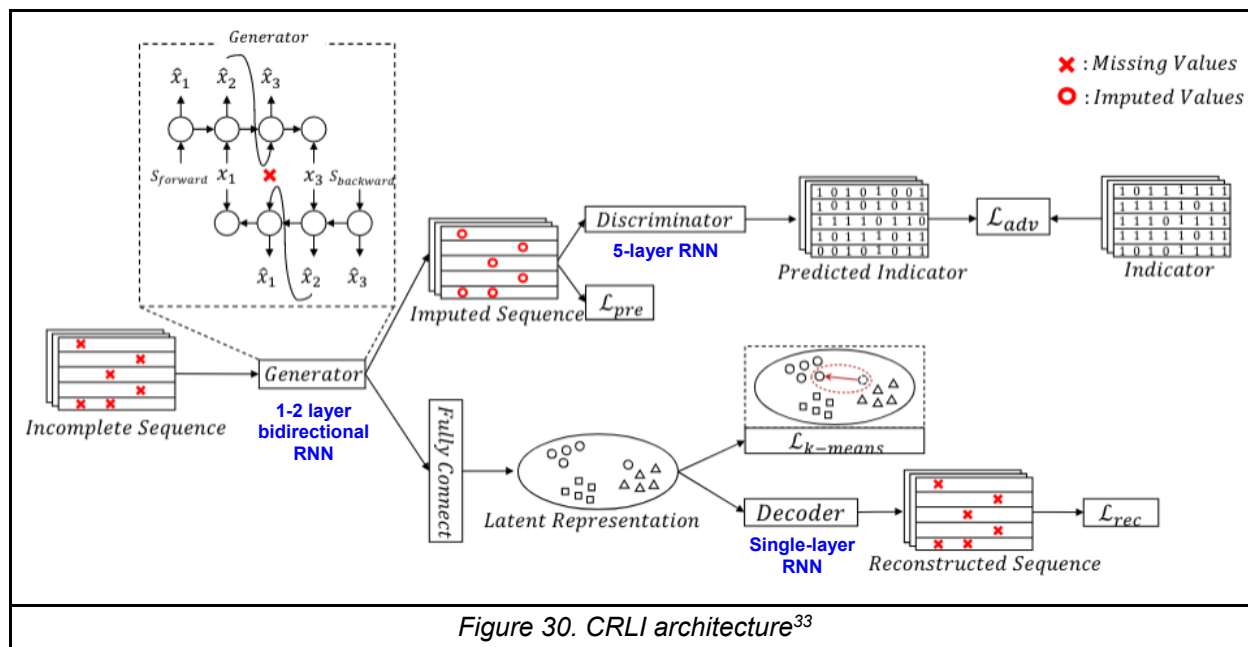 Generator
x̂₁ x̂₂ x̂₃
S_forward x₁ x₃ S_backward
x̂₁ x̂₂ x̂₃
: Missing Values
: Imputed Values
Incomplete Sequence
Generator
1-2 layer
bidirectional
RNN
Imputed Sequence
Discriminator
5-layer RNN
ℒ_pre
1 0 1 0 1 0 0 1
1 0 1 0 1 0 1 1
1 1 1 1 0 1 1 0
1 0 1 1 1 0 1 1
0 0 1 0 1 0 1 1
Predicted Indicator
ℒ_adv
1 0 1 1 1 1 1 1
1 1 1 1 1 0 1 1
1 1 1 0 1 1 1 1
1 1 1 1 1 0 1 1
1 0 1 0 1 1 1 1
Indicator
Fully Connect
Latent Representation
ℒ_k−means
Decoder
Single-layer
RNN
Reconstructed Sequence
ℒ_rec
Figure 30. CRLI architecture³³